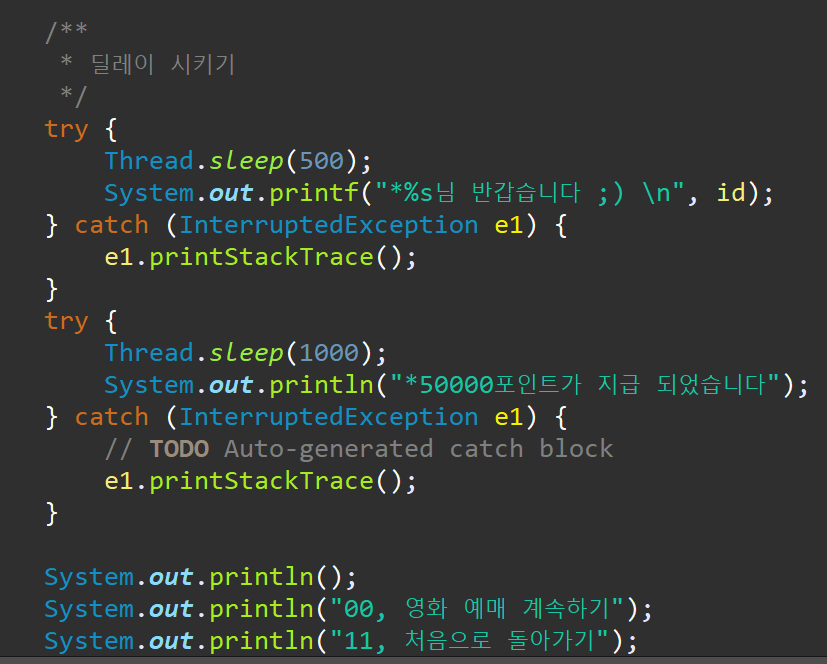 /**
 * 딜레이 시키기
 */
try {
    Thread.sleep(500);
    System.out.printf("*%s님 반갑습니다 ;) \n", id);
} catch (InterruptedException e1) {
    e1.printStackTrace();
}
try {
    Thread.sleep(1000);
    System.out.println("*50000포인트가 지급 되었습니다");
} catch (InterruptedException e1) {
    // TODO Auto-generated catch block
    e1.printStackTrace();
}

System.out.println();
System.out.println("00, 영화 예매 계속하기");
System.out.println("11, 처음으로 돌아가기");